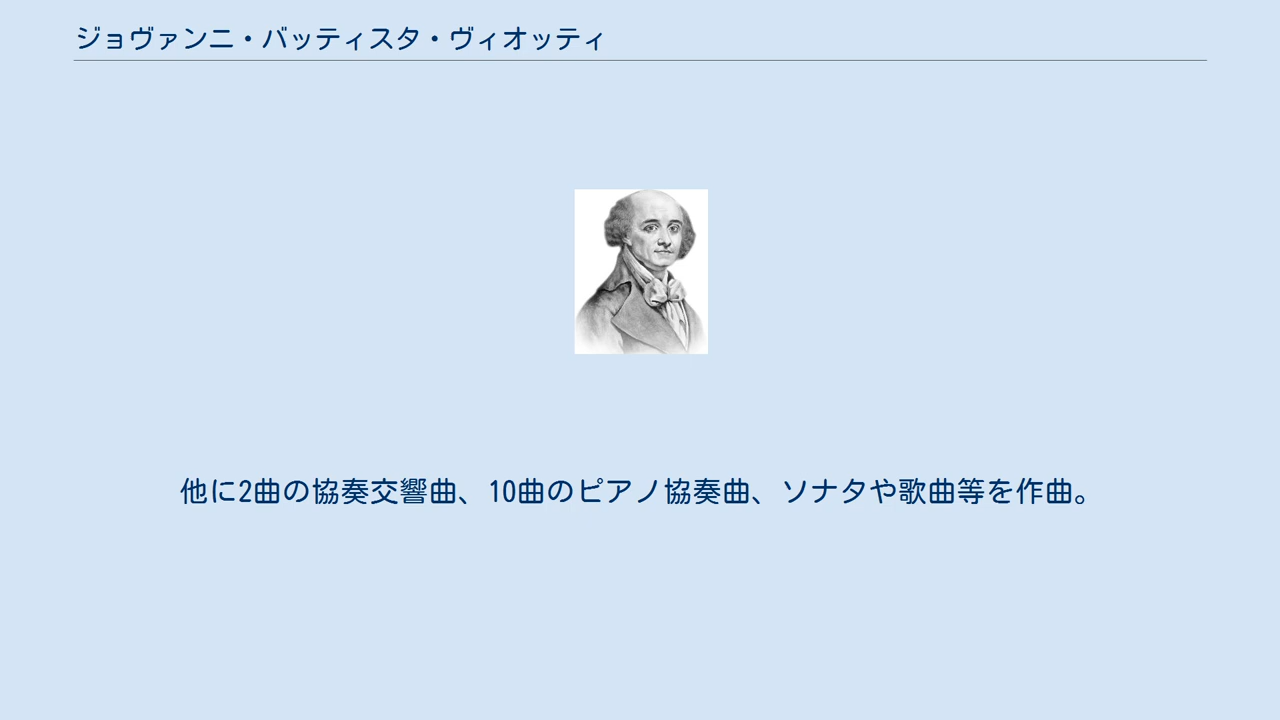 ジョヴァンニ・バッティスタ・ヴィオッティ
他に2曲の協奏交響曲、10曲のピアノ協奏曲、ソナタや歌曲等を作曲。